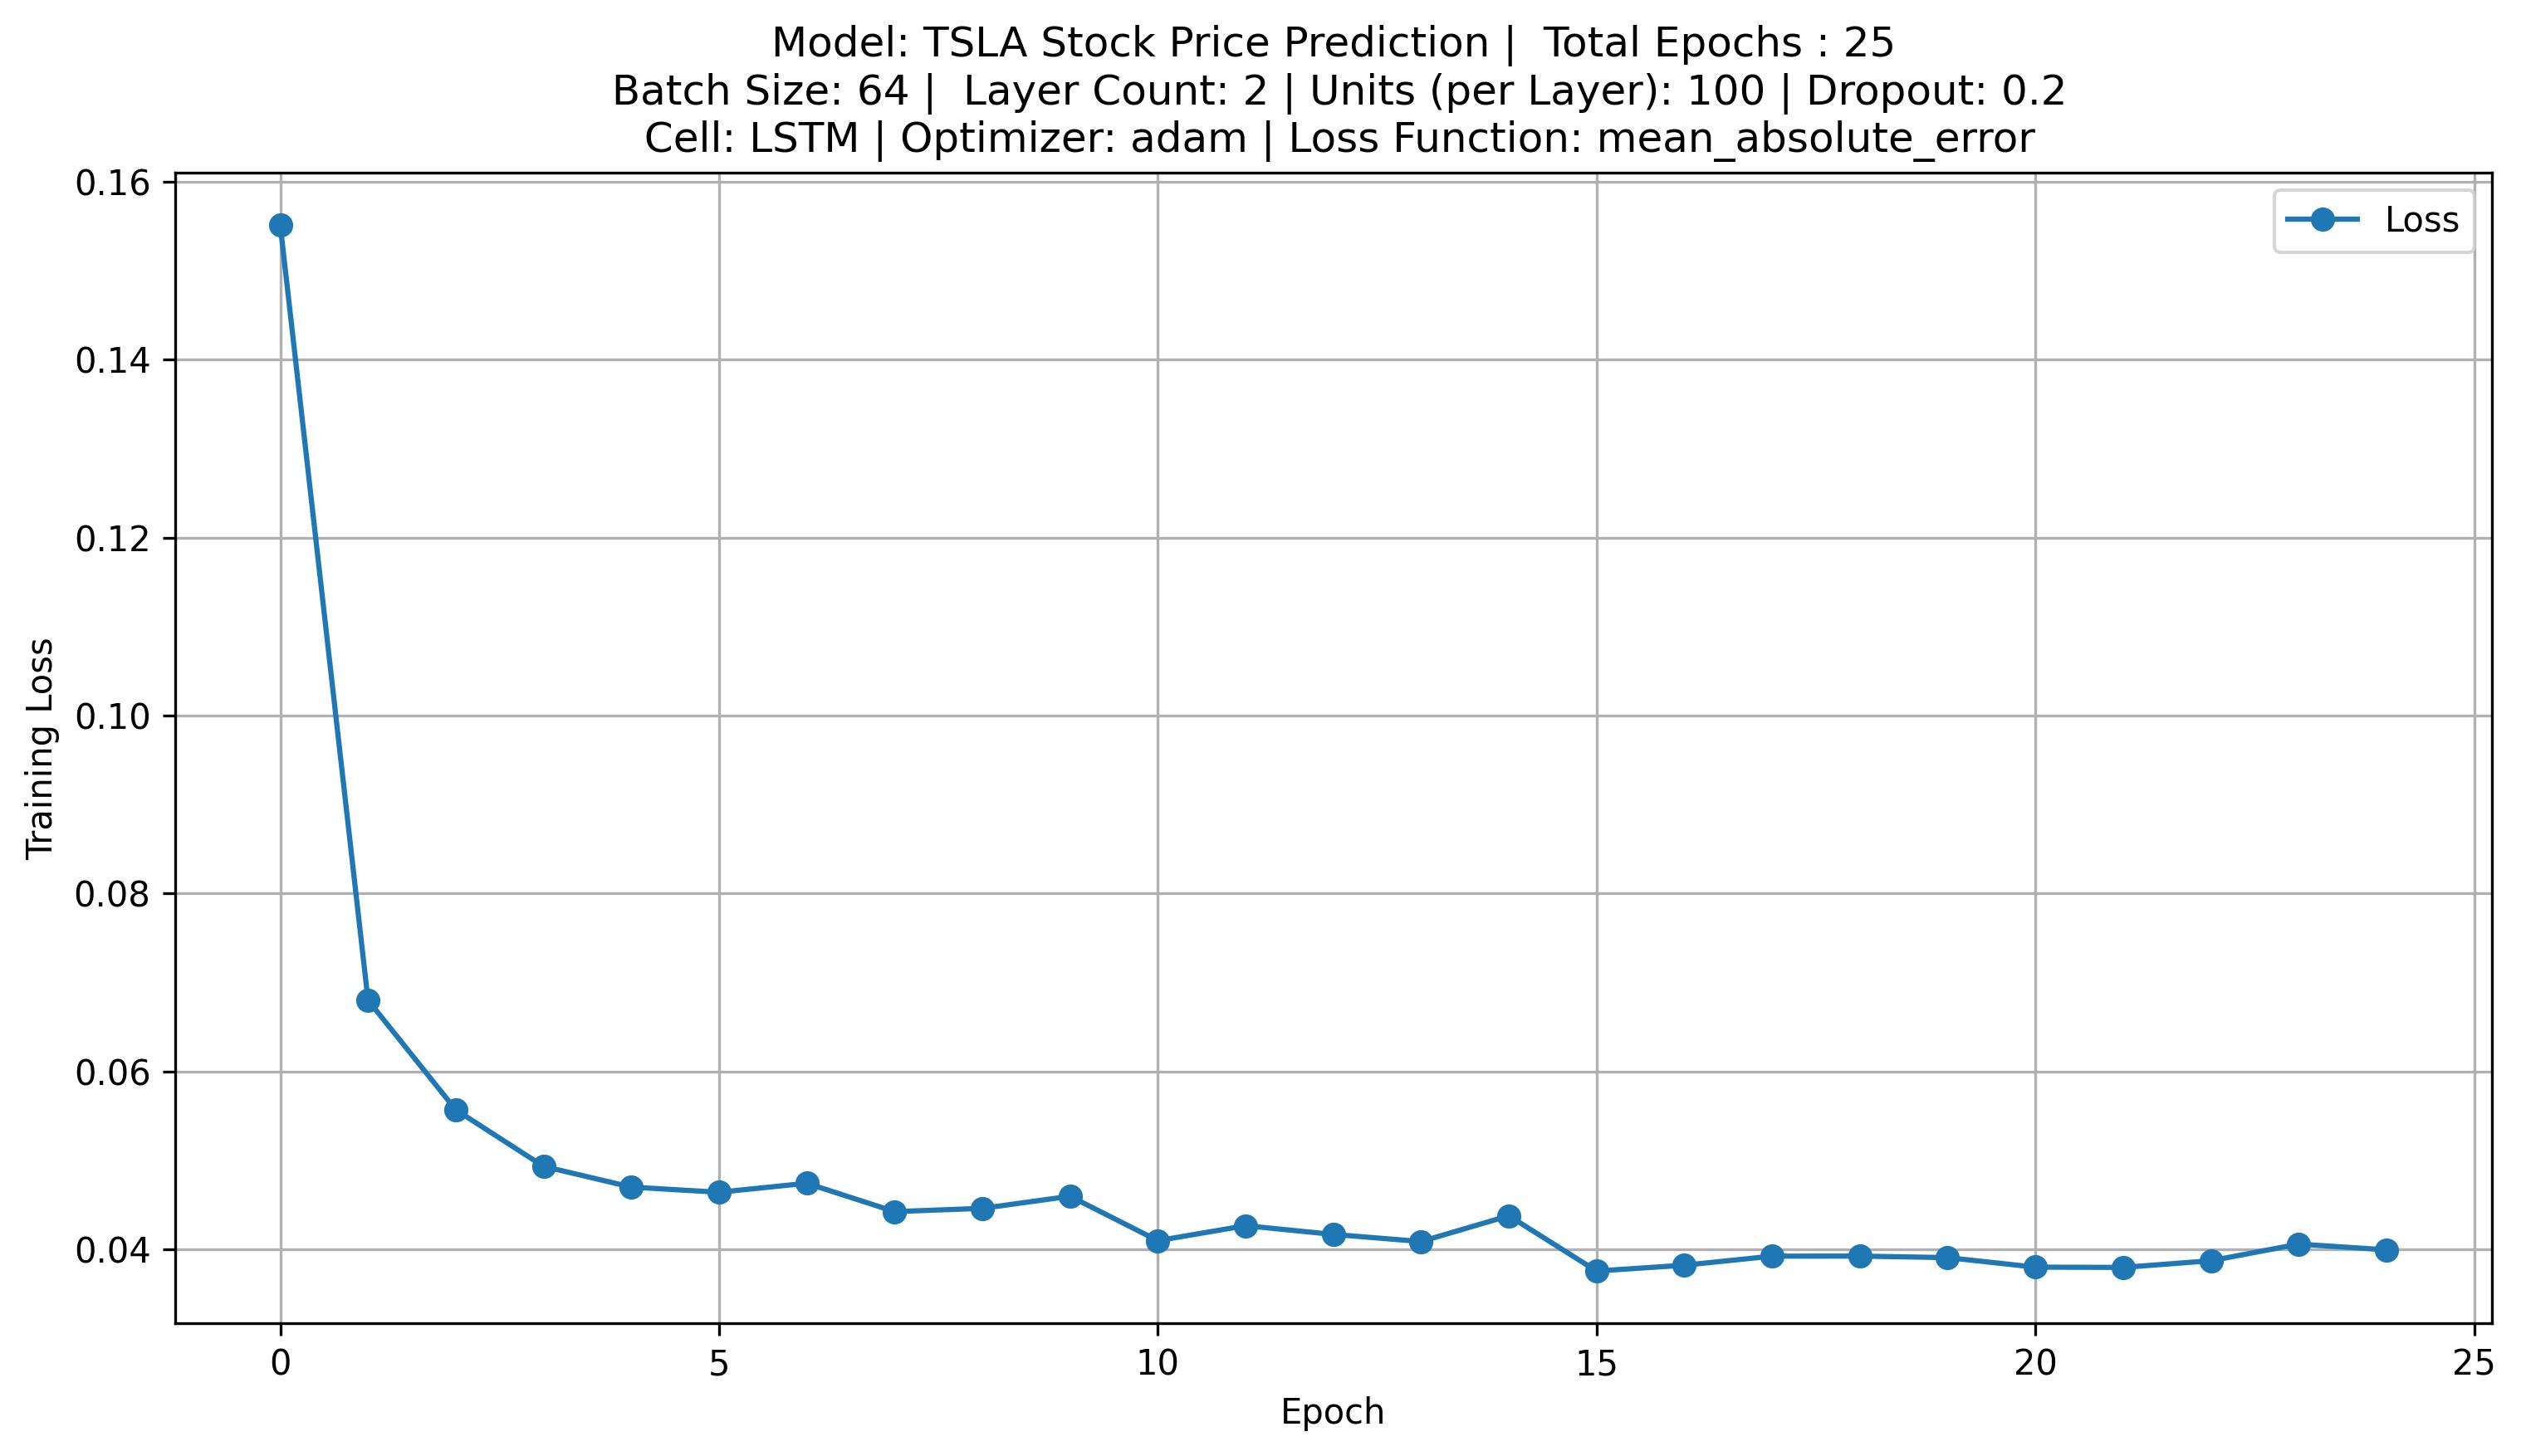 Model: TSLA Stock Price Prediction |  Total Epochs : 25
Batch Size: 64 |  Layer Count: 2 | Units (per Layer): 100 | Dropout: 0.2
Cell: LSTM | Optimizer: adam | Loss Function: mean_absolute_error
Loss
Training Loss
0.16
0.14
0.12
0.10
0.08
0.06
0.04
0 5 10 15 20 25
Epoch